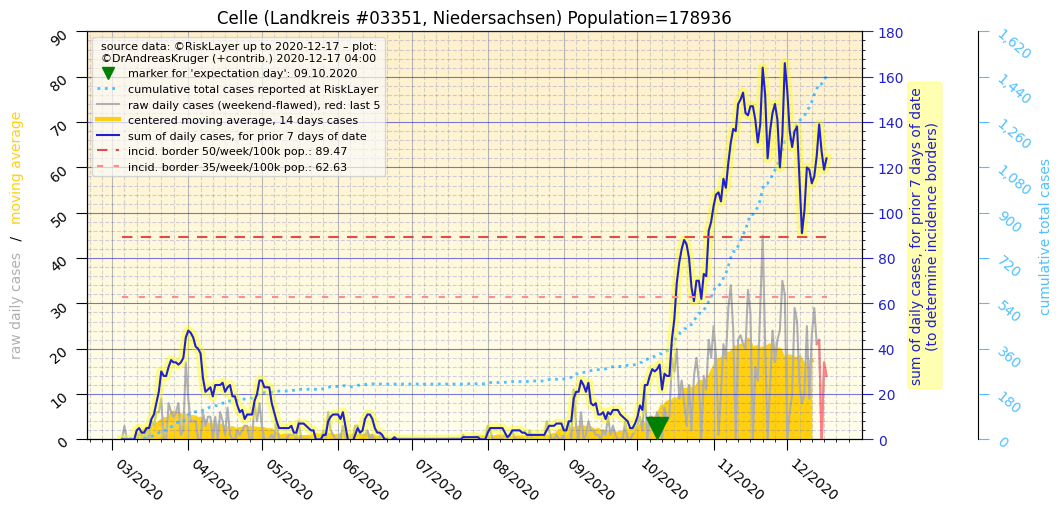 Celle (Landkreis #03351, Niedersachsen) Population=178936
source data: ©RiskLayer up to 2020-12-17 – plot:
©DrAndreasKruger (+contrib.) 2020-12-17 04:00
marker for 'expectation day': 09.10.2020
cumulative total cases reported at RiskLayer
raw daily cases (weekend-flawed), red: last 5
centered moving average, 14 days cases
sum of daily cases, for prior 7 days of date
incid. border 50/week/100k pop.: 89.47
incid. border 35/week/100k pop.: 62.63
raw daily cases / moving average
90
80
70
60
50
40
30
20
10
0
03/2020
04/2020
05/2020
06/2020
07/2020
08/2020
09/2020
10/2020
11/2020
12/2020
180
160
140
120
100
80
60
40
20
0
sum of daily cases, for prior 7 days of date
(to determine incidence borders)
1,620
1,440
1,260
1,080
900
720
540
360
180
0
cumulative total cases